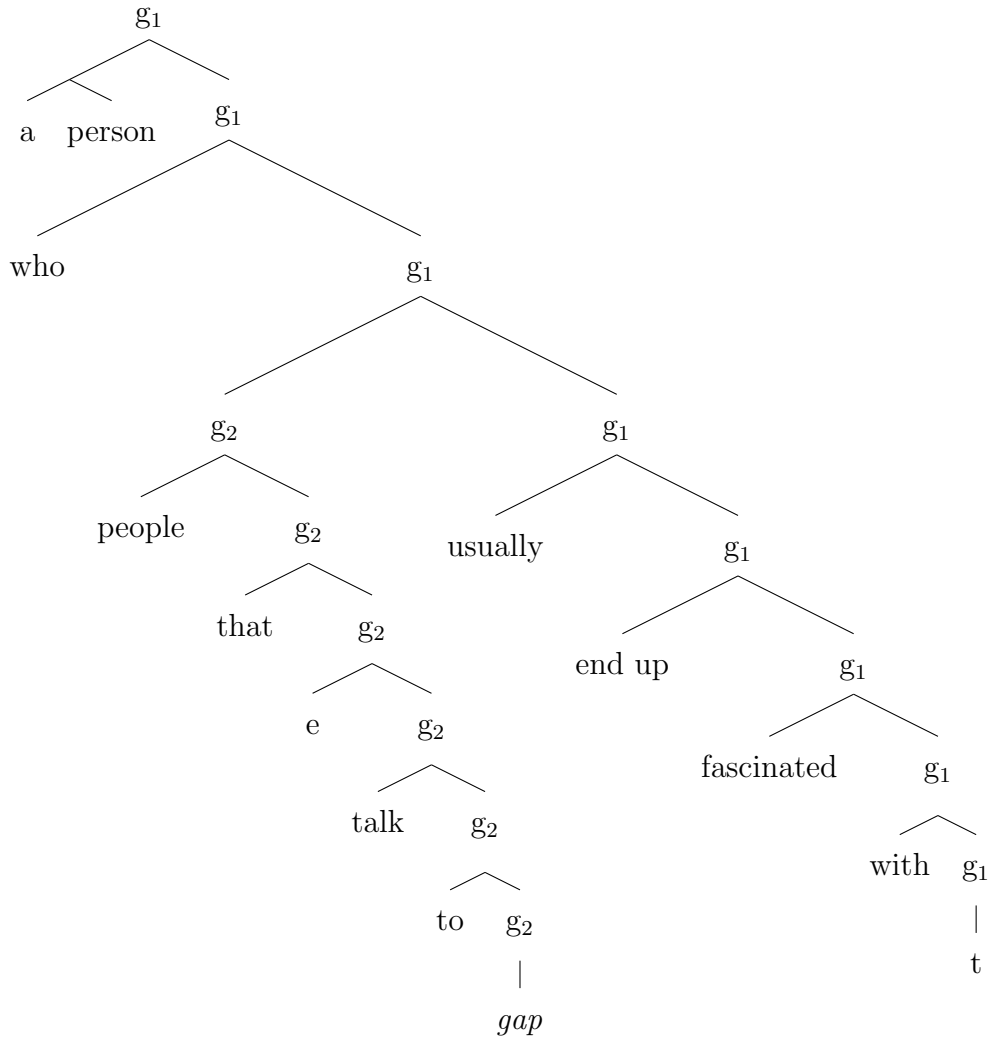 g₁
a person g₁
who g₁
g₂ g₁
people g₂ usually g₁
that g₂ end up g₁
e g₂ fascinated g₁
talk g₂ with g₁
to g₂ t
gap